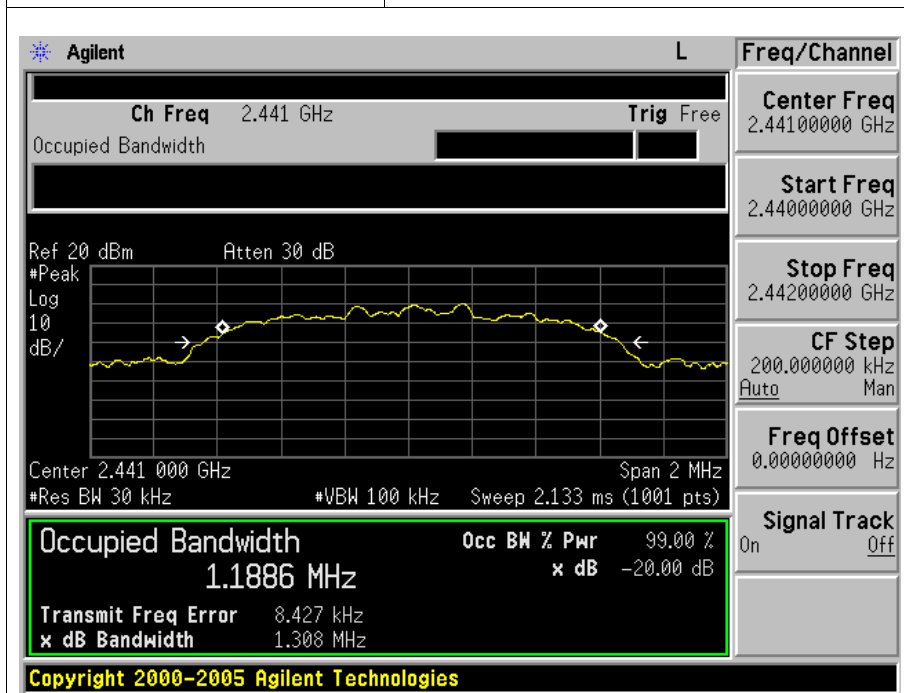 Agilent L Freq/Channel
Ch Freq 2.441 GHz Trig Free
Occupied Bandwidth
Center Freq
2.44100000 GHz
Start Freq
2.44000000 GHz
Stop Freq
2.44200000 GHz
CF Step
200.000000 kHz
Auto Man
Freq Offset
0.00000000 Hz
Signal Track
On Off
Ref 20 dBm Atten 30 dB
#Peak
Log
10
dB/
Center 2.441 000 GHz Span 2 MHz
#Res BW 30 kHz #VBW 100 kHz Sweep 2.133 ms (1001 pts)
Occupied Bandwidth
1.1886 MHz
Occ BW % Pwr 99.00 %
x dB -20.00 dB
Transmit Freq Error 8.427 kHz
x dB Bandwidth 1.308 MHz
Copyright 2000-2005 Agilent Technologies